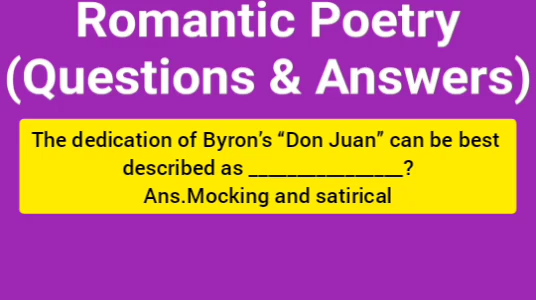 Romantic Poetry
(Questions & Answers)
The dedication of Byron's “Don Juan” can be best
described as ________________?
Ans.Mocking and satirical